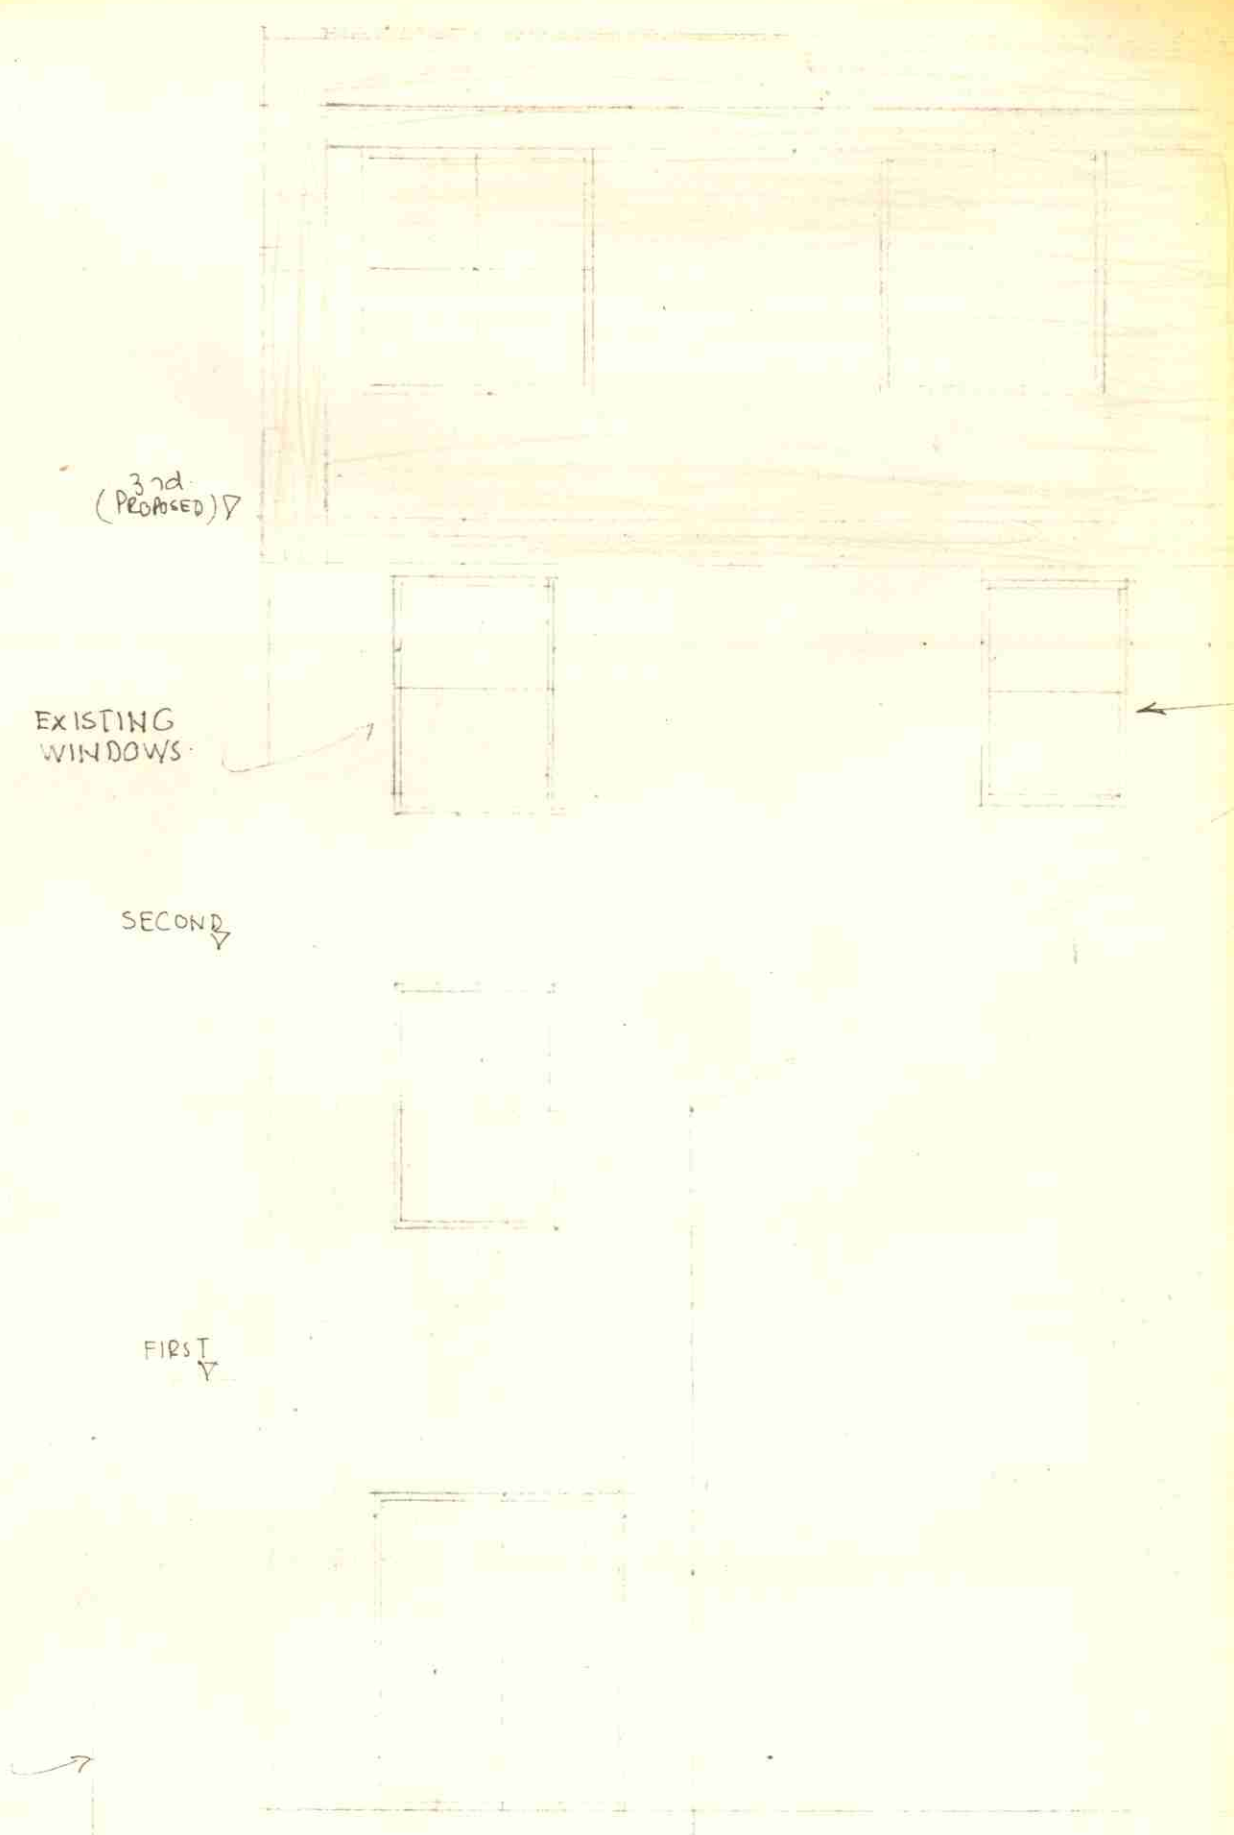 3rd.
(PROPOSED)
EXISTING
WINDOWS.
SECOND
FIRST